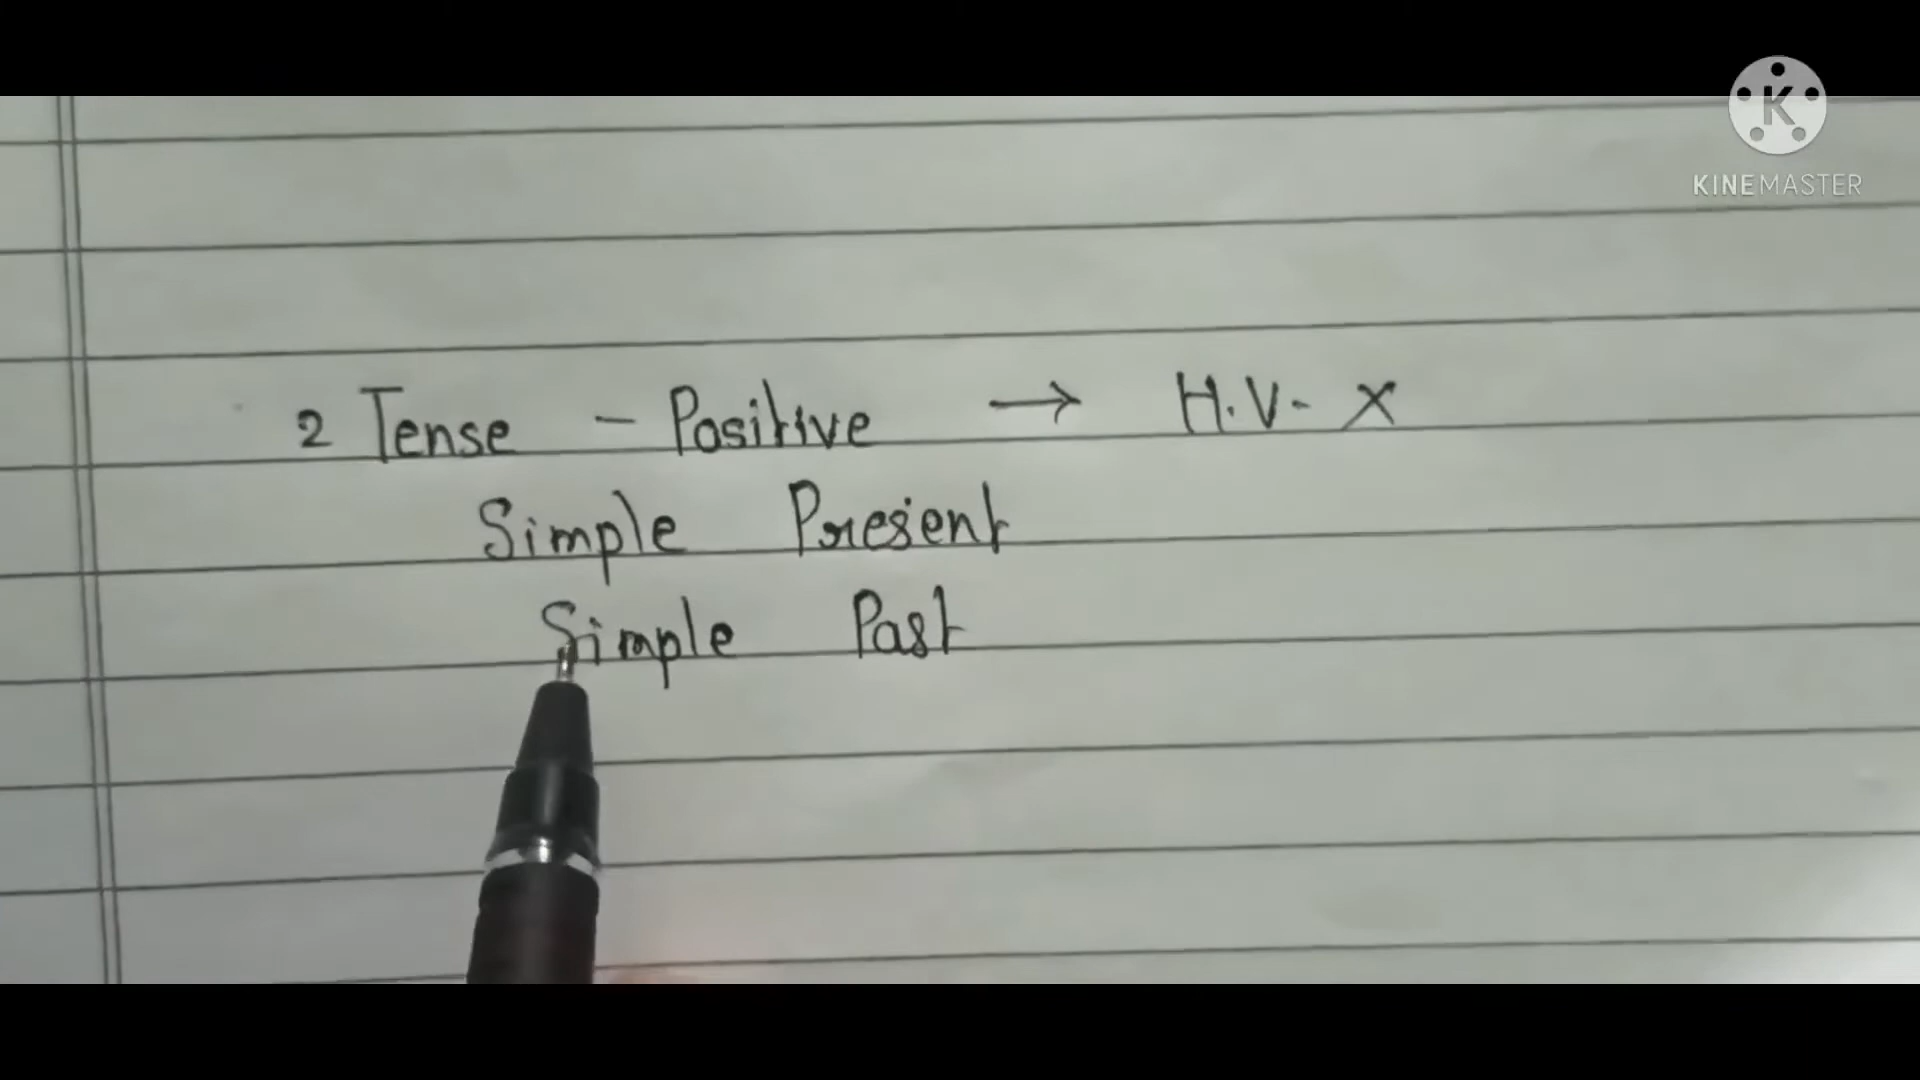 K
KINEMASTER
2 Tense - Positive → H.V- X
Simple Present
Simple Past